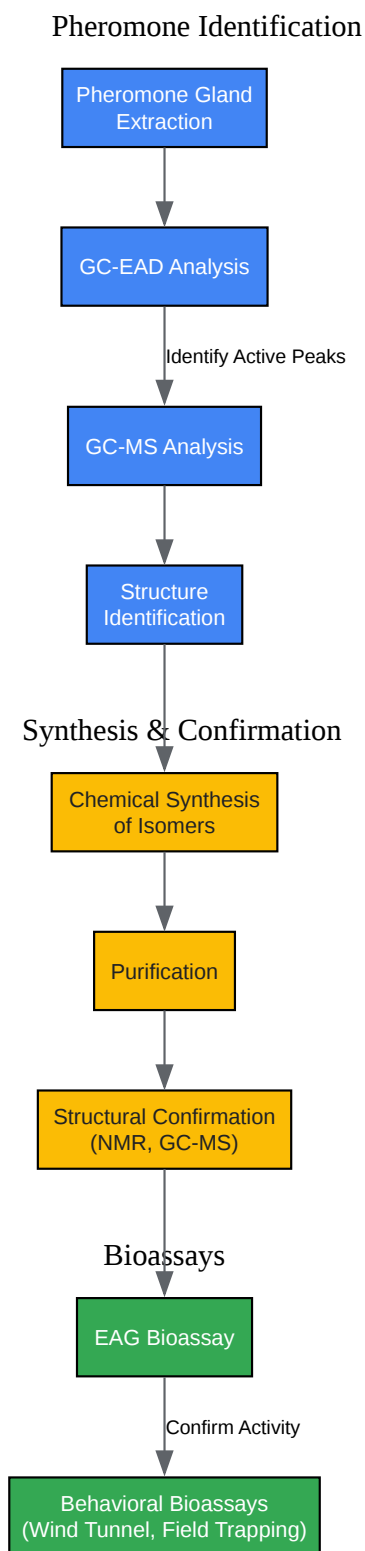 Pheromone Identification
Pheromone Gland
Extraction
GC-EAD Analysis
Identify Active Peaks
GC-MS Analysis
Structure
Identification
Synthesis & Confirmation
Chemical Synthesis
of Isomers
Purification
Structural Confirmation
(NMR, GC-MS)
Bioassays
EAG Bioassay
Confirm Activity
Behavioral Bioassays
(Wind Tunnel, Field Trapping)